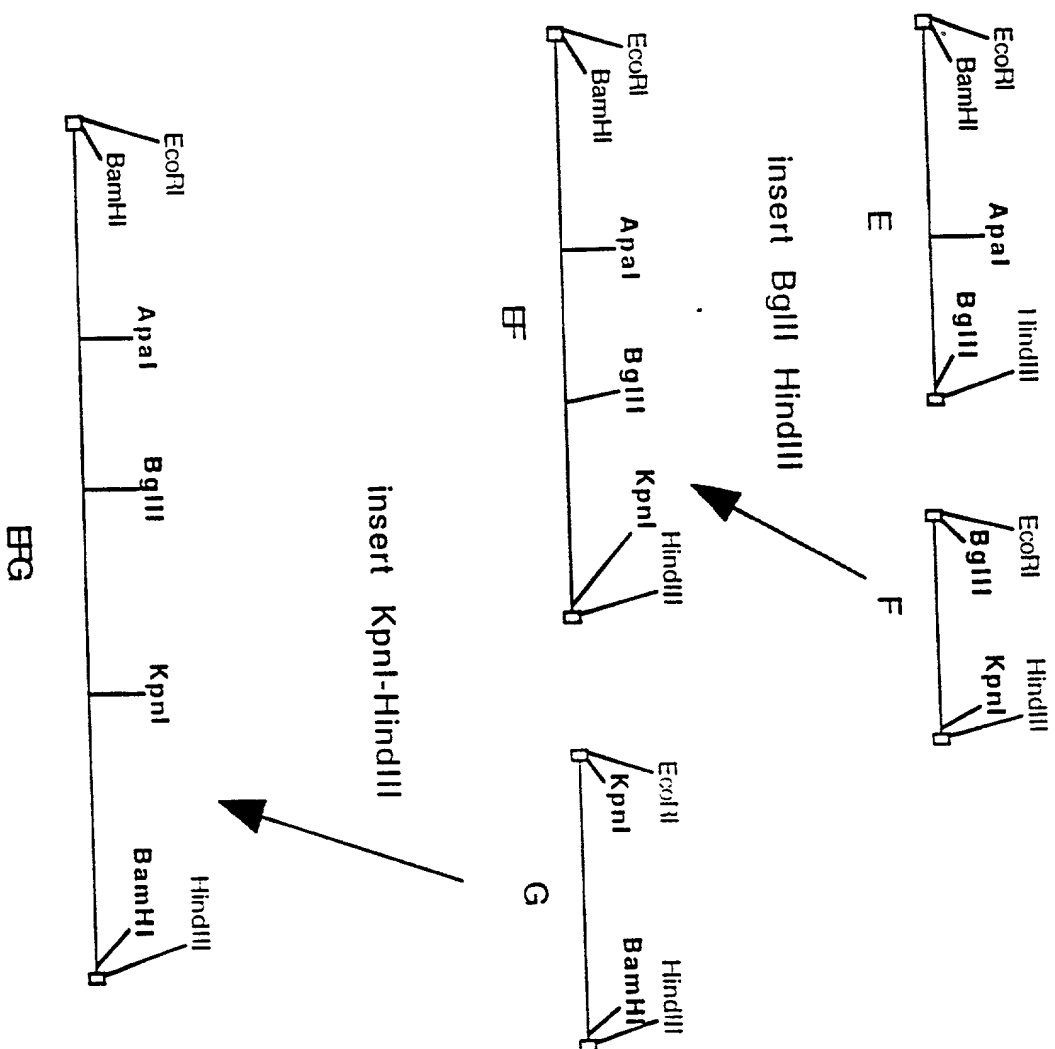 EcoRI
BamHI
ApaI
BglII
HindIII
E
EcoRI
BglII
KpnI
HindIII
F
insert BglII HindIII
EcoRI
BamHI
ApaI
BglII
KpnI
HindIII
EF
EcoRI
KpnI
BamHI
HindIII
G
insert KpnI-HindIII
EcoRI
BamHI
ApaI
BglII
KpnI
BamHI
HindIII
EFG